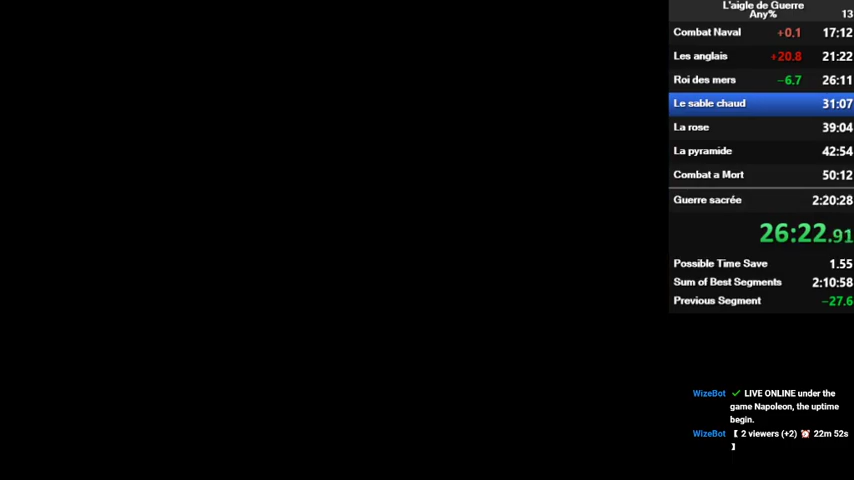 L'aigle de Guerre
Any% 13
Combat Naval +0.1 17:12
Les anglais +20.8 21:22
Roi des mers −6.7 26:11
Le sable chaud 31:07
La rose 39:04
La pyramide 42:54
Combat a Mort 50:12
Guerre sacrée 2:20:28
26:22.91
Possible Time Save 1.55
Sum of Best Segments 2:10:58
Previous Segment −27.6
WizeBot ✓ LIVE ONLINE under the
game Napoleon, the uptime
begin.
WizeBot 【 2 viewers (+2) ⏰ 22m 52s
】